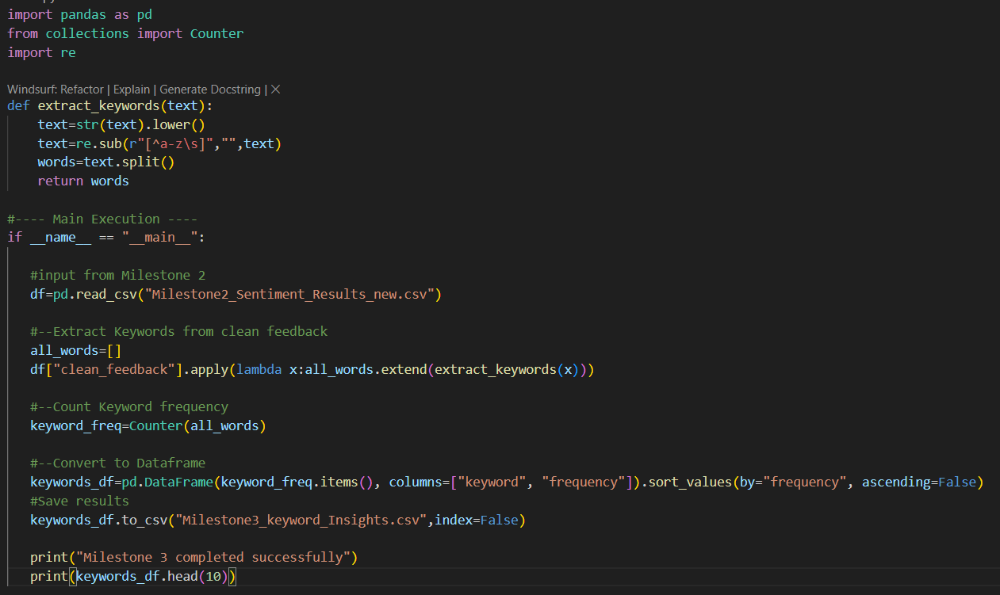 import pandas as pd
from collections import Counter
import re
Windsurf: Refactor | Explain | Generate Docstring | ×
def extract_keywords(text):
    text=str(text).lower()
    text=re.sub(r"[^a-z\s]","",text)
    words=text.split()
    return words
#---- Main Execution ----
if __name__ == "__main__":
   #input from Milestone 2
   df=pd.read_csv("Milestone2_Sentiment_Results_new.csv")
   #--Extract Keywords from clean feedback
   all_words=[]
   df["clean_feedback"].apply(lambda x:all_words.extend(extract_keywords(x)))
   #--Count Keyword frequency
   keyword_freq=Counter(all_words)
   #--Convert to Dataframe
   keywords_df=pd.DataFrame(keyword_freq.items(), columns=["keyword", "frequency"]).sort_values(by="frequency", ascending=False)
   #Save results
   keywords_df.to_csv("Milestone3_keyword_Insights.csv",index=False)
   print("Milestone 3 completed successfully")
   print(keywords_df.head(10))